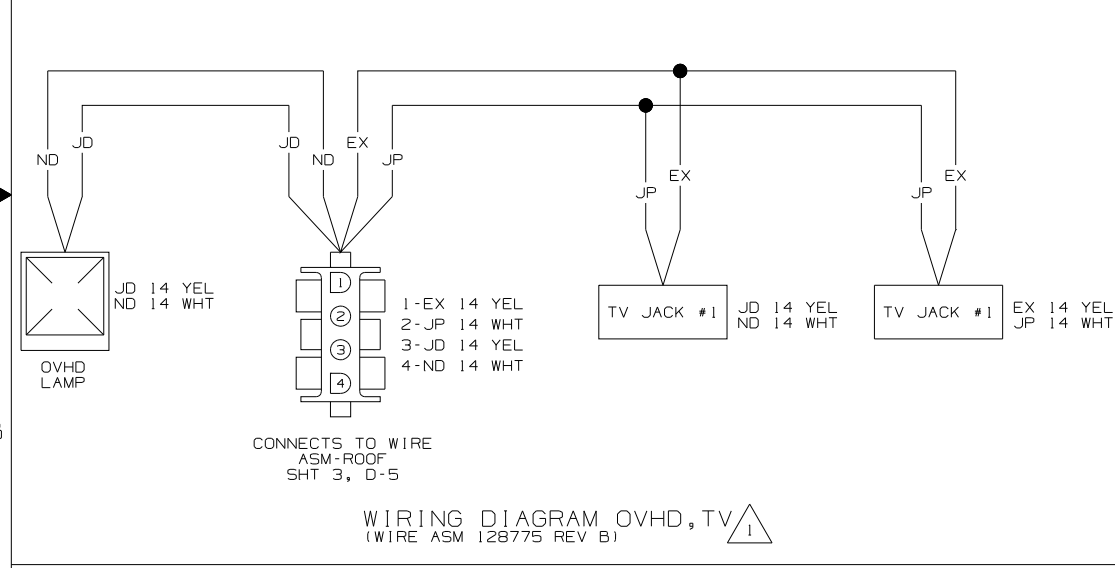 ND
JD
JD
ND
EX
JP
JP
EX
JP
EX
OVHD
LAMP
JD 14 YEL
ND 14 WHT
1
2
3
4
1-EX 14 YEL
2-JP 14 WHT
3-JD 14 YEL
4-ND 14 WHT
TV JACK #1
JD 14 YEL
ND 14 WHT
TV JACK #1
EX 14 YEL
JP 14 WHT
CONNECTS TO WIRE
ASM-ROOF
SHT 3, D-5
WIRING DIAGRAM OVHD,TV 1
(WIRE ASM 128775 REV B)